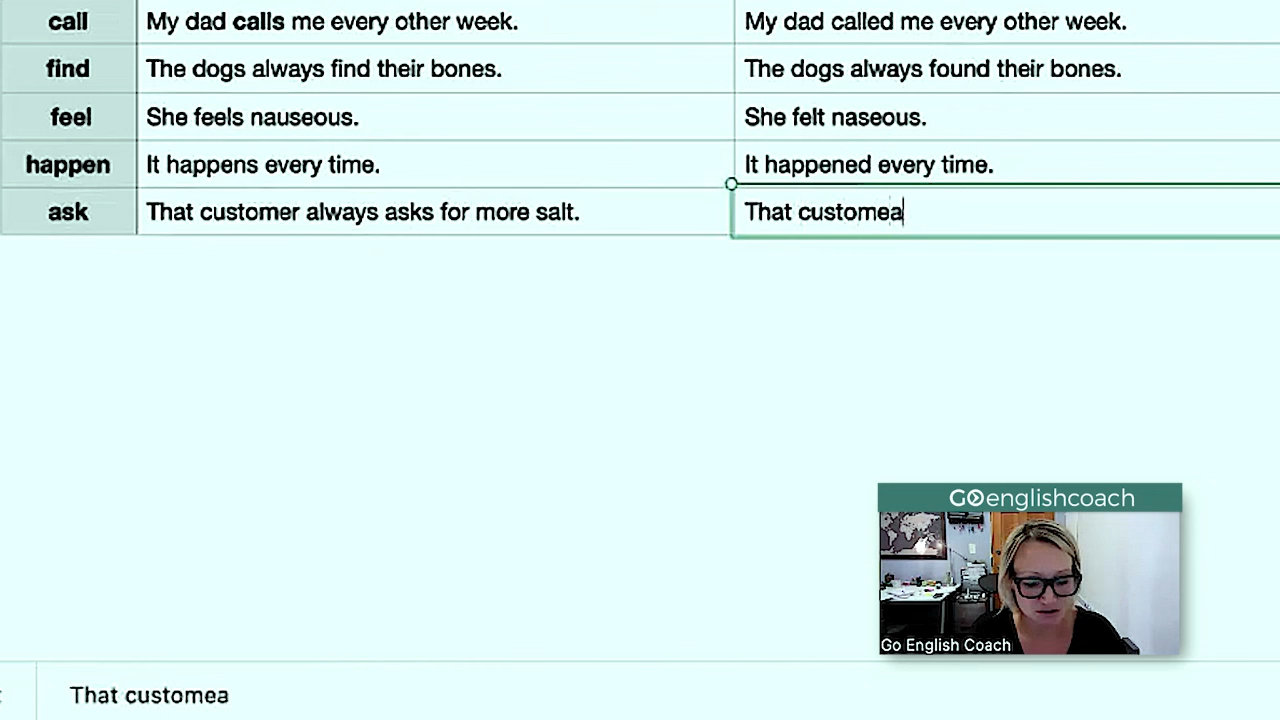 call My dad calls me every other week. My dad called me every other week.
find The dogs always find their bones. The dogs always found their bones.
feel She feels nauseous. She felt naseous.
happen It happens every time. It happened every time.
ask That customer always asks for more salt. That customea
GO englishcoach
Go English Coach
That customea